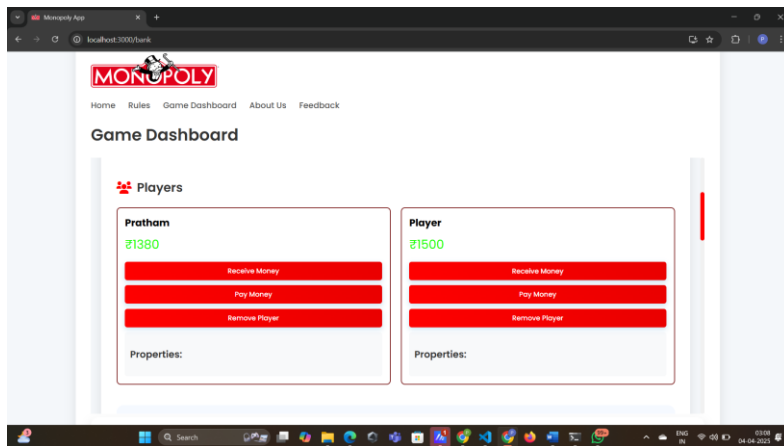 Monopoly App
localhost:3000/bank
MONOPOLY
Home Rules Game Dashboard About Us Feedback
Game Dashboard
Players
Pratham
₹1380
Receive Money
Pay Money
Remove Player
Properties:
Player
₹1500
Receive Money
Pay Money
Remove Player
Properties:
Search
ENG
IN
03:08
04-04-2025